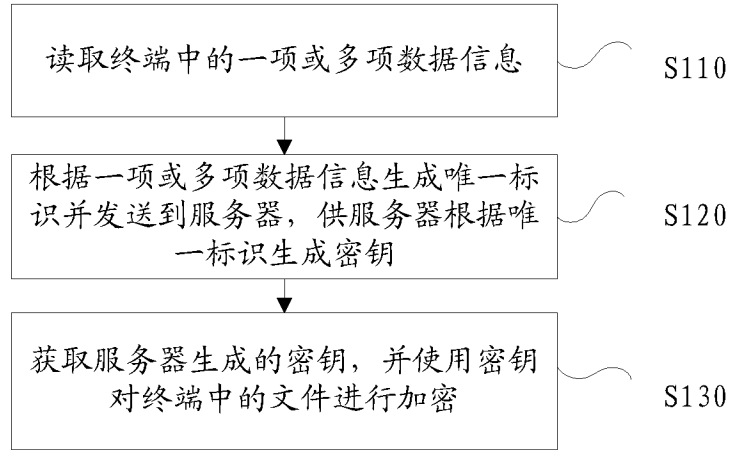 读取终端中的一项或多项数据信息
S110
根据一项或多项数据信息生成唯一标
识并发送到服务器，供服务器根据唯
一标识生成密钥
S120
获取服务器生成的密钥，并使用密钥
对终端中的文件进行加密
S130